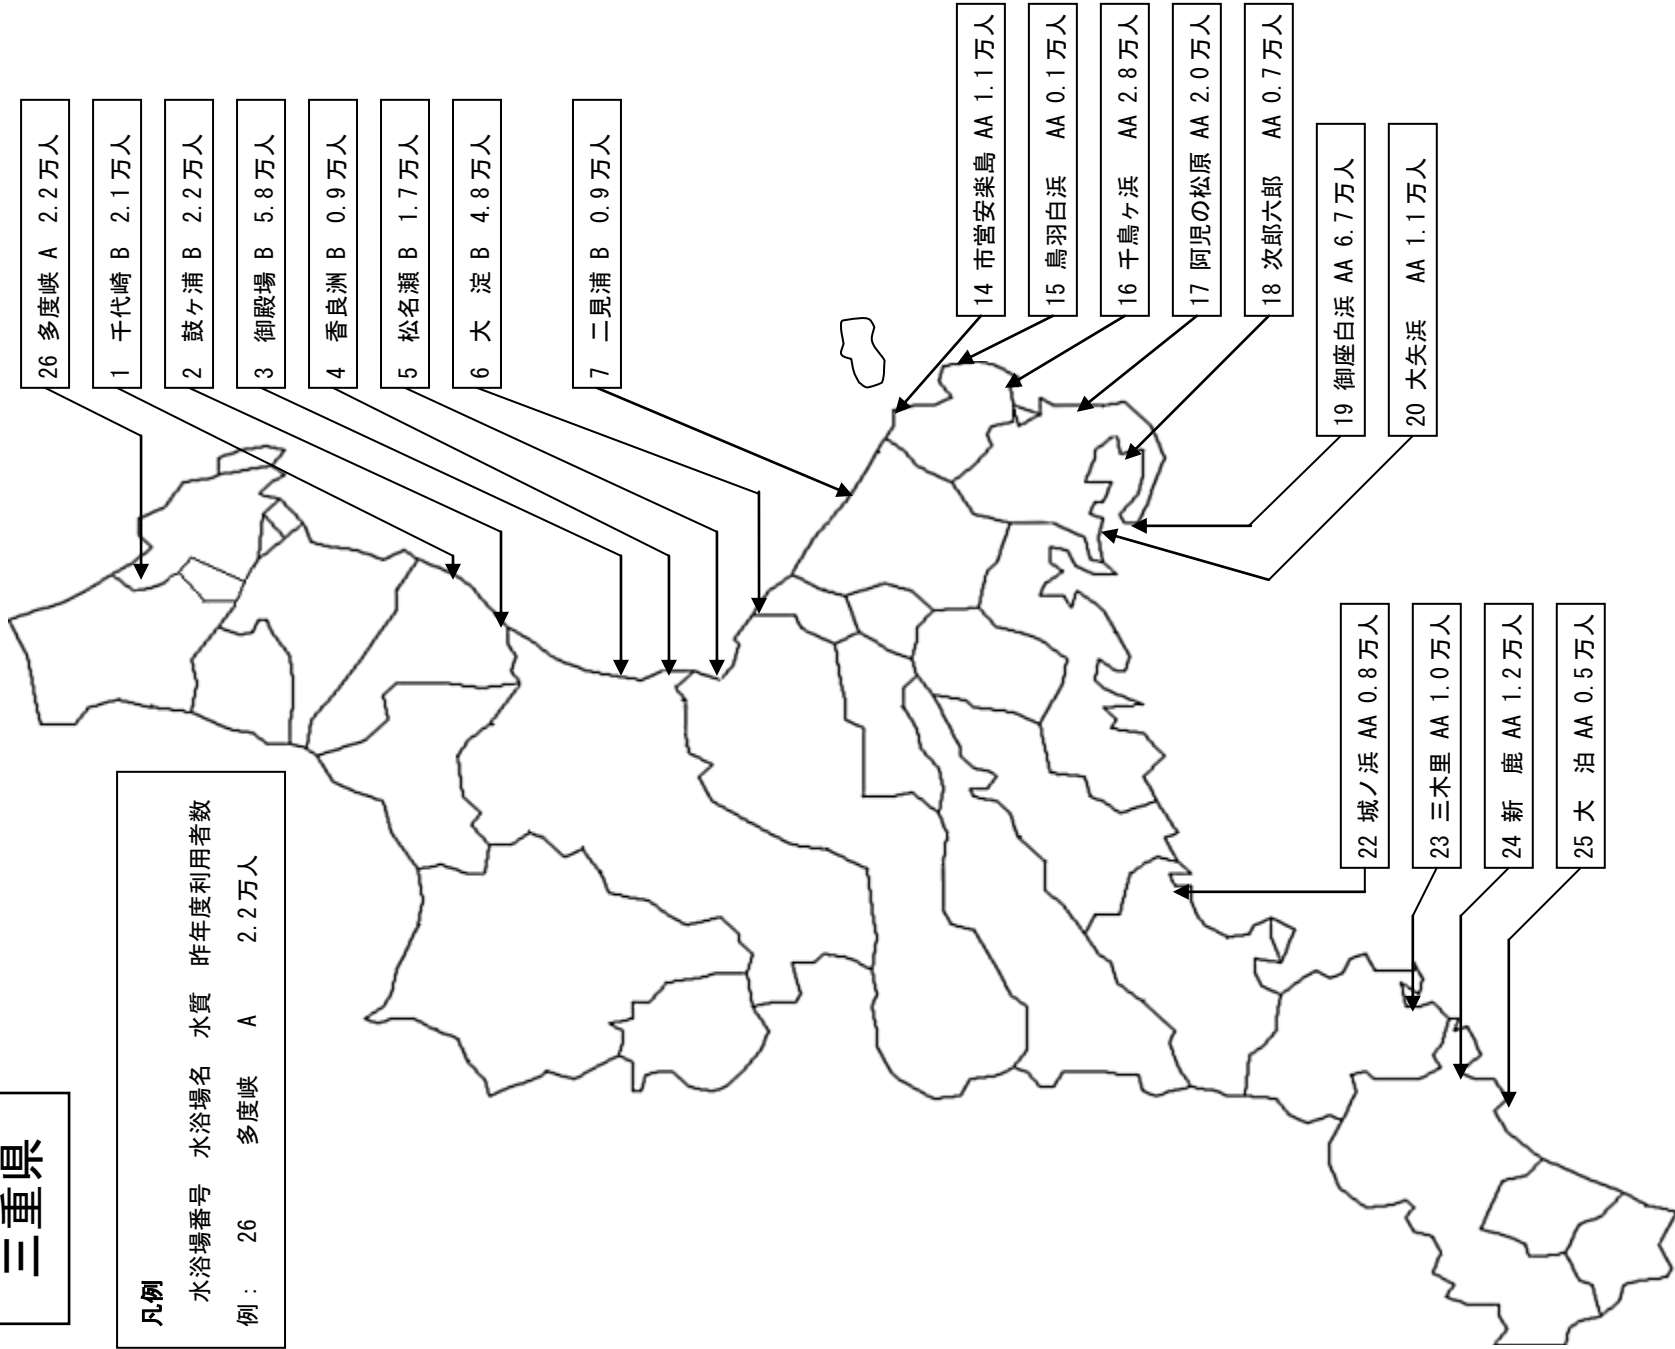 三重県
凡例
水浴場番号 水浴場名 水質 昨年度利用者数
例： 26 多度峡 A 2.2万人
26 多度峡 A 2.2万人
1 千代崎 B 2.1万人
2 鼓ヶ浦 B 2.2万人
3 御殿場 B 5.8万人
4 香良洲 B 0.9万人
5 松名瀬 B 1.7万人
6 大　淀 B 4.8万人
7 二見浦 B 0.9万人
14 市営安楽島 AA 1.1万人
15 鳥羽白浜 AA 0.1万人
16 千鳥ヶ浜 AA 2.8万人
17 阿児の松原 AA 2.0万人
18 次郎六郎 AA 0.7万人
19 御座白浜 AA 6.7万人
20 大矢浜 AA 1.1万人
22 城ノ浜 AA 0.8万人
23 三木里 AA 1.0万人
24 新　鹿 AA 1.2万人
25 大　泊 AA 0.5万人